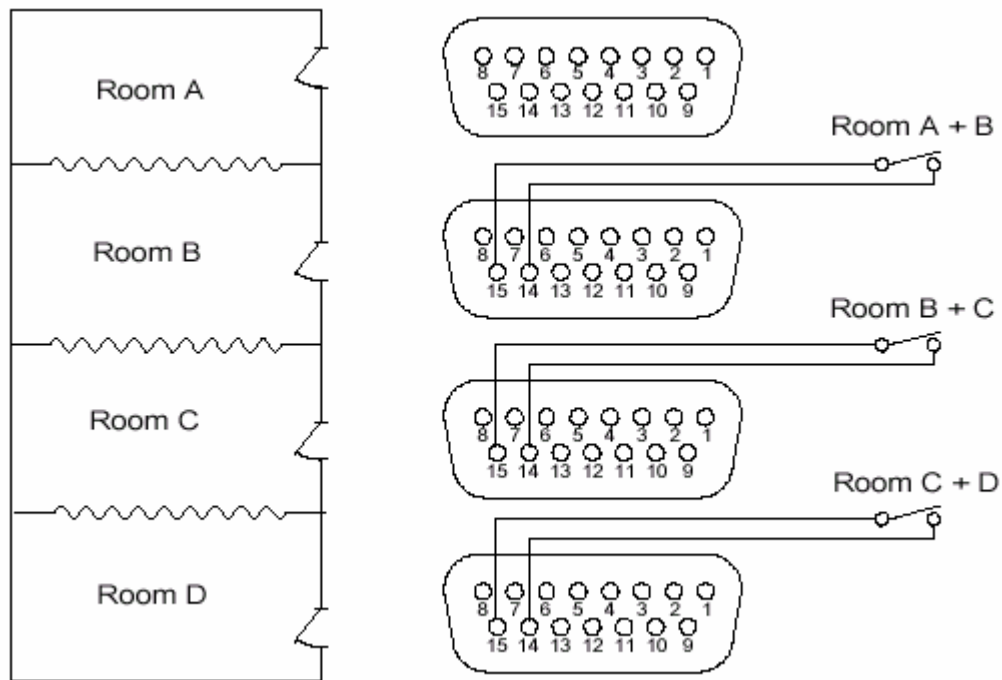 Room A
Room B
Room C
Room D
8 7 6 5 4 3 2 1
15 14 13 12 11 10 9
Room A + B
8 7 6 5 4 3 2 1
15 14 13 12 11 10 9
Room B + C
8 7 6 5 4 3 2 1
15 14 13 12 11 10 9
Room C + D
8 7 6 5 4 3 2 1
15 14 13 12 11 10 9